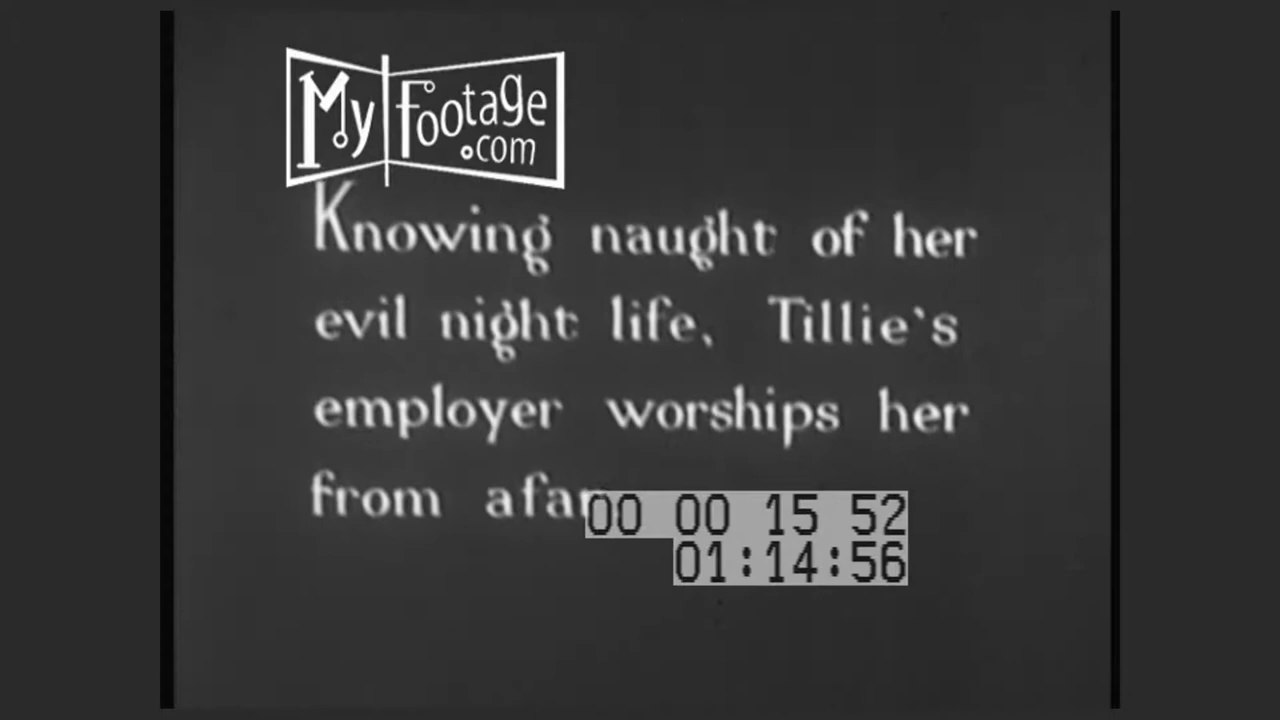 My Footage
.com
Knowing naught of her
evil night life, Tillie's
employer worships her
from afar
00 00 15 52
01:14:56